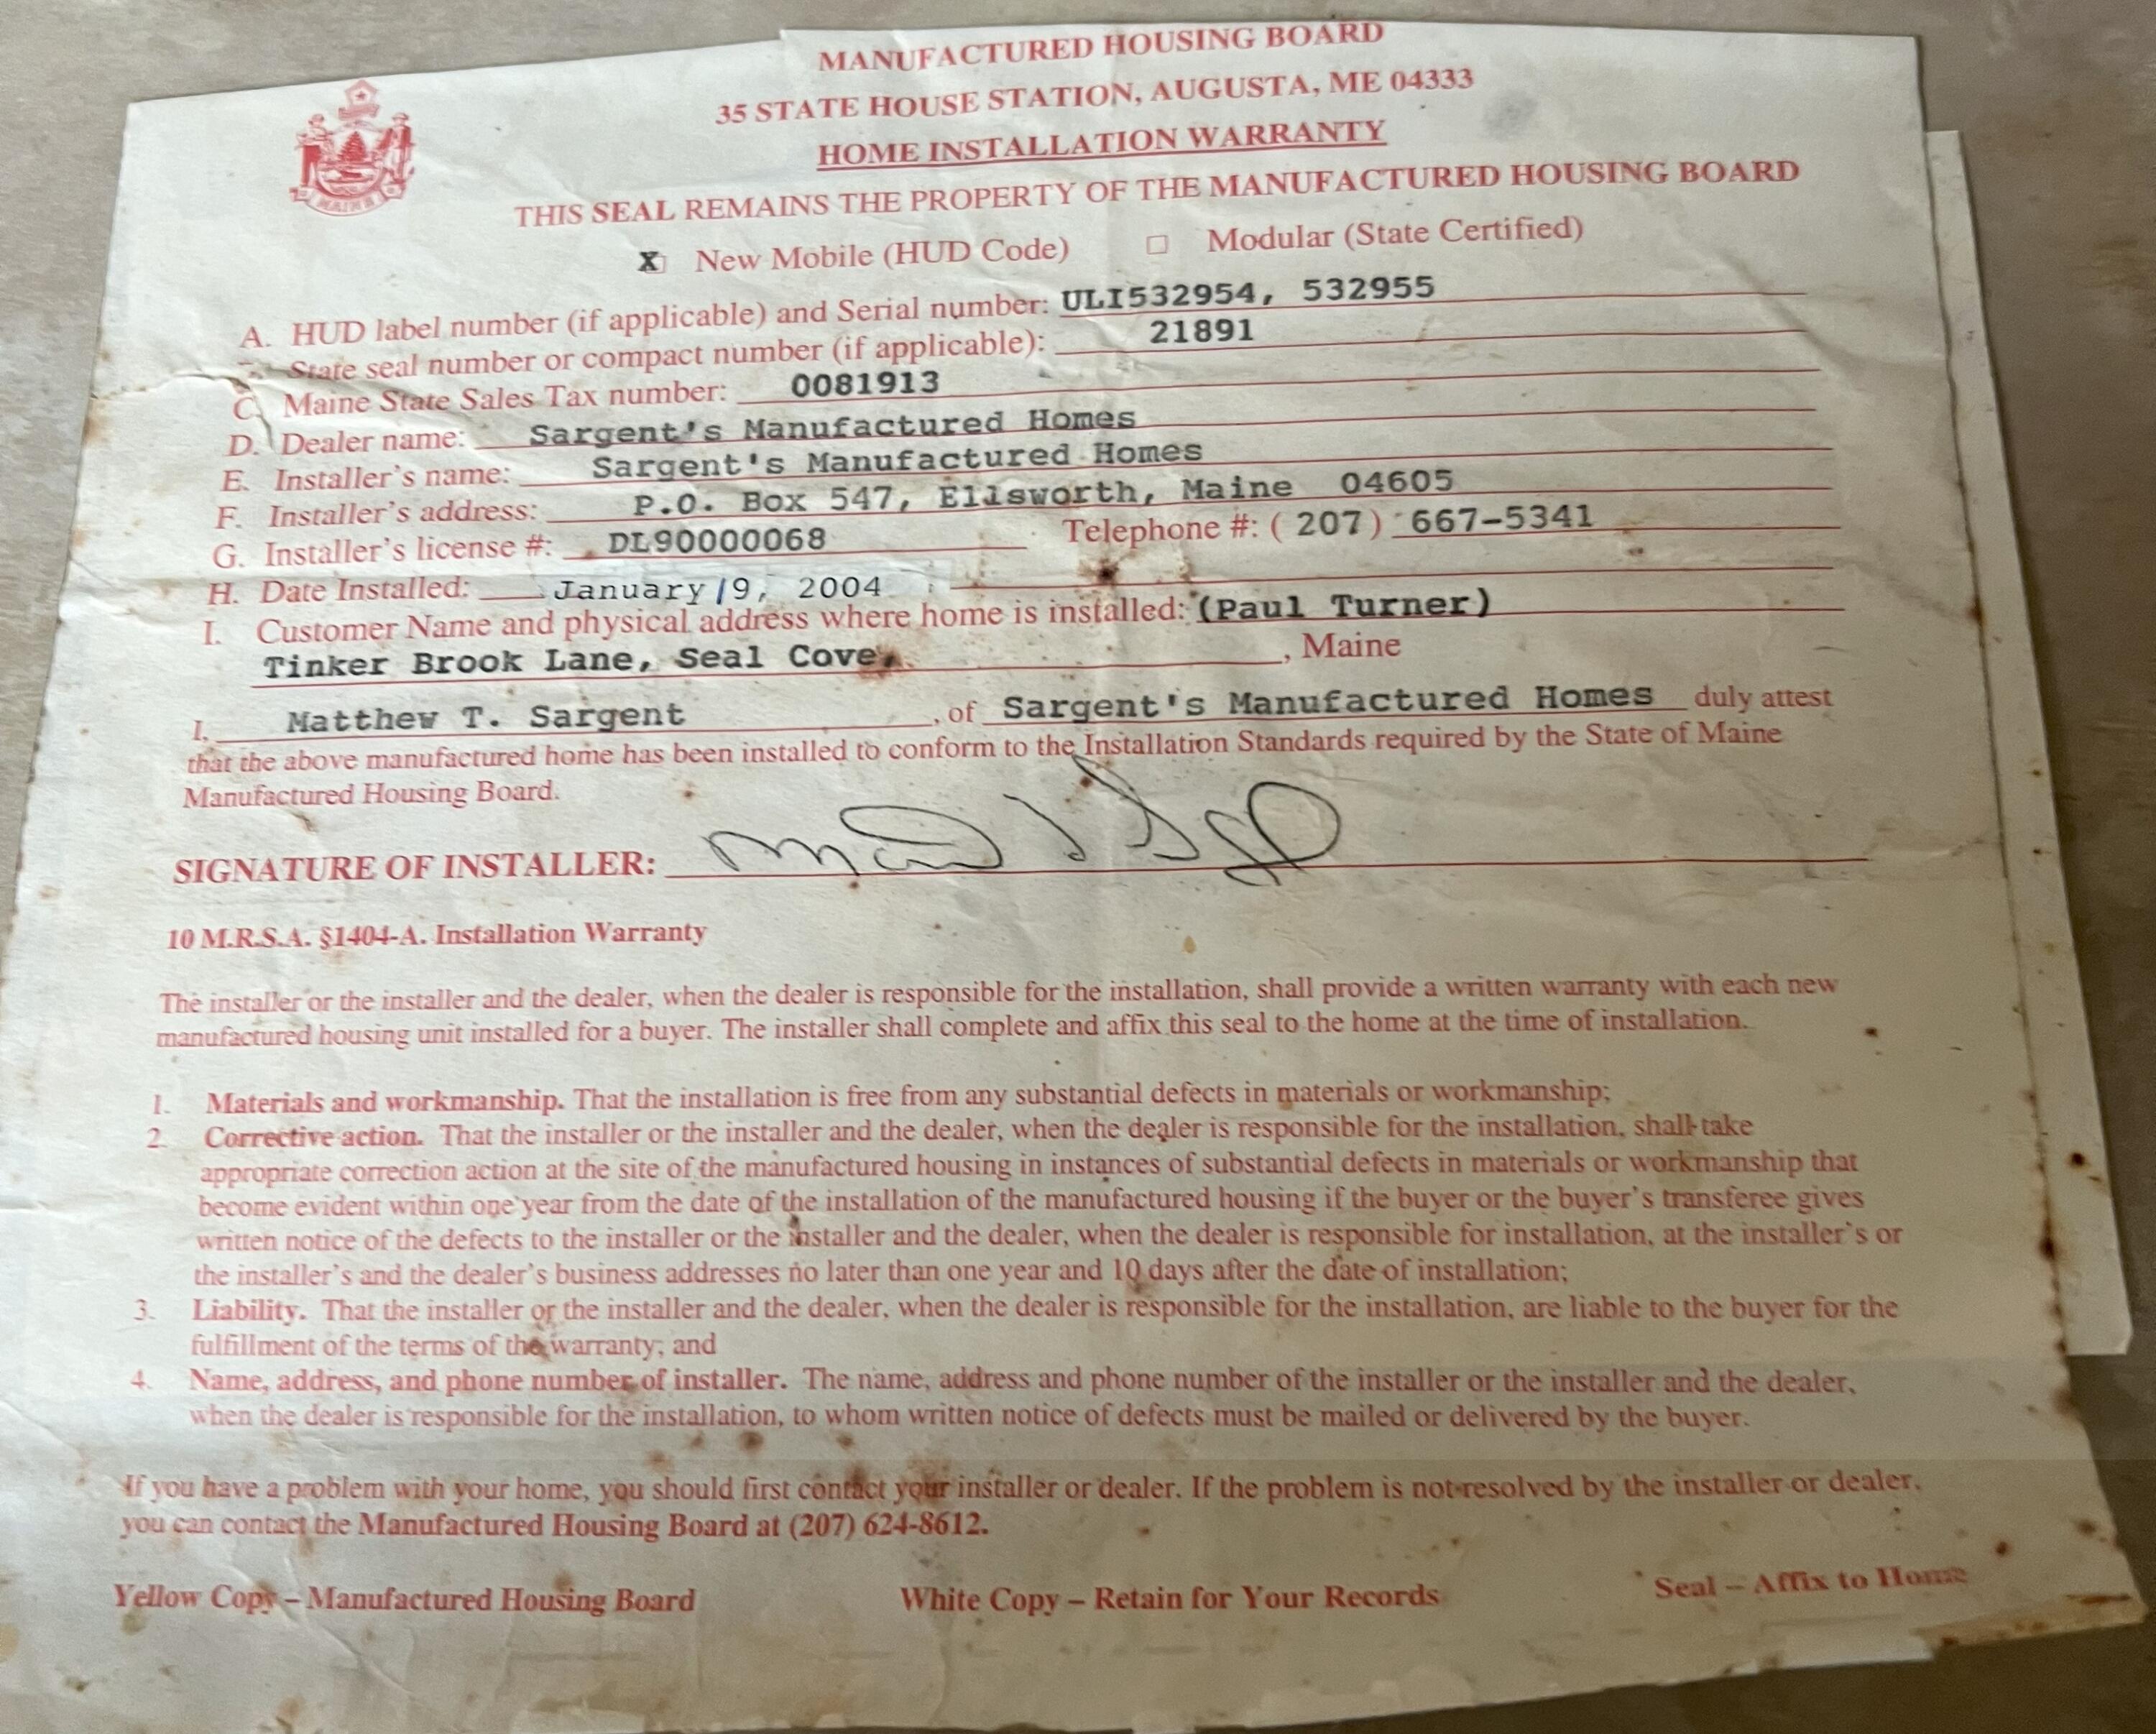 MANUFACTURED HOUSING BOARD
35 STATE HOUSE STATION, AUGUSTA, ME 04333
HOME INSTALLATION WARRANTY
THIS SEAL REMAINS THE PROPERTY OF THE MANUFACTURED HOUSING BOARD
MAINE
X New Mobile (HUD Code) □ Modular (State Certified)
A. HUD label number (if applicable) and Serial number: ULI532954, 532955
State seal number or compact number (if applicable): 21891
C. Maine State Sales Tax number: 0081913
D. Dealer name: Sargent's Manufactured Homes
E. Installer's name: Sargent's Manufactured Homes
F. Installer's address: P.O. Box 547, Ellsworth, Maine 04605
G. Installer's license #: DL90000068 Telephone #: (207) 667-5341
H. Date Installed: January 19, 2004
I. Customer Name and physical address where home is installed: (Paul Turner)
Tinker Brook Lane, Seal Cove, , Maine
I, Matthew T. Sargent, of Sargent's Manufactured Homes duly attest
that the above manufactured home has been installed to conform to the Installation Standards required by the State of Maine
Manufactured Housing Board.
SIGNATURE OF INSTALLER:
10 M.R.S.A. §1404-A. Installation Warranty
The installer or the installer and the dealer, when the dealer is responsible for the installation, shall provide a written warranty with each new
manufactured housing unit installed for a buyer. The installer shall complete and affix this seal to the home at the time of installation.
1. Materials and workmanship. That the installation is free from any substantial defects in materials or workmanship;
2. Corrective action. That the installer or the installer and the dealer, when the dealer is responsible for the installation, shall take
appropriate correction action at the site of the manufactured housing in instances of substantial defects in materials or workmanship that
become evident within one year from the date of the installation of the manufactured housing if the buyer or the buyer's transferee gives
written notice of the defects to the installer or the installer and the dealer, when the dealer is responsible for installation, at the installer's or
the installer's and the dealer's business addresses no later than one year and 10 days after the date of installation;
3. Liability. That the installer or the installer and the dealer, when the dealer is responsible for the installation, are liable to the buyer for the
fulfillment of the terms of the warranty; and
4. Name, address, and phone number of installer. The name, address and phone number of the installer or the installer and the dealer,
when the dealer is responsible for the installation, to whom written notice of defects must be mailed or delivered by the buyer.
If you have a problem with your home, you should first contact your installer or dealer. If the problem is not resolved by the installer or dealer,
you can contact the Manufactured Housing Board at (207) 624-8612.
Yellow Copy – Manufactured Housing Board White Copy – Retain for Your Records Seal – Affix to Home